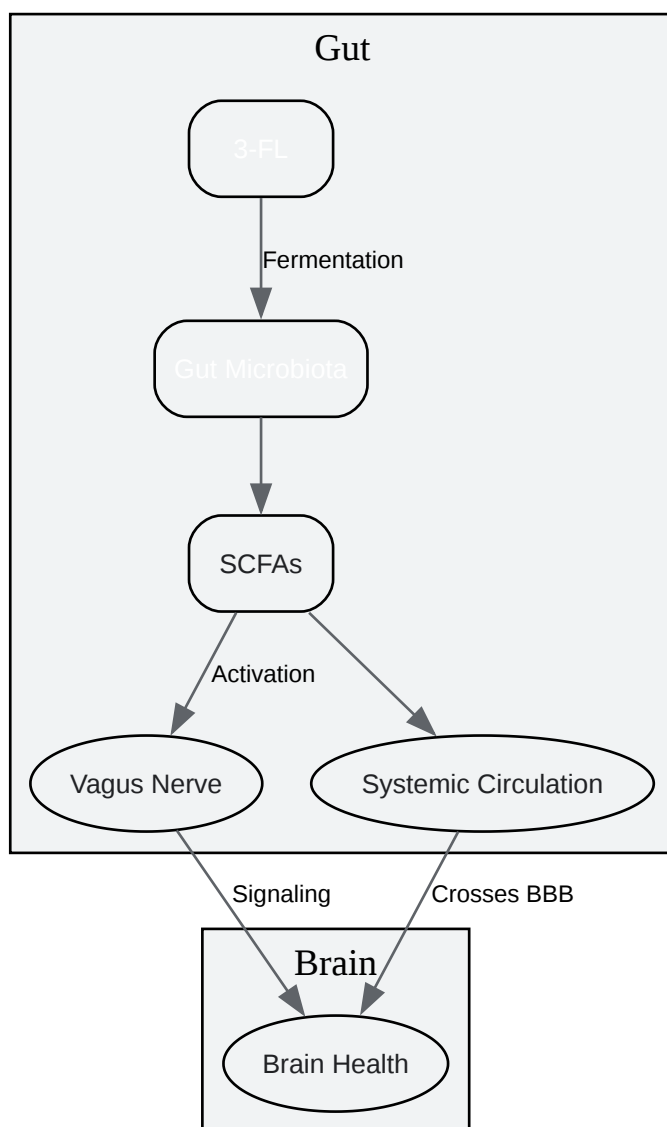 Gut
3-FL
Fermentation
Gut Microbiota
SCFAs
Activation
Vagus Nerve
Systemic Circulation
Signaling
Crosses BBB
Brain
Brain Health